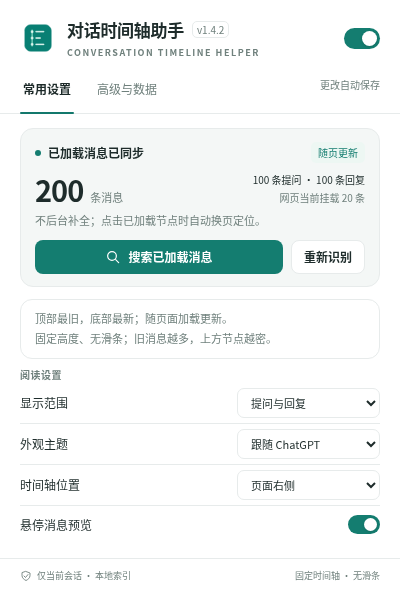 对话时间轴助手 v1.4.2
CONVERSATION TIMELINE HELPER
常用设置 高级与数据 更改自动保存
已加载消息已同步 随页更新
200 条消息 100 条提问 · 100 条回复
网页当前挂载 20 条
不后台补全；点击已加载节点时自动换页定位。
搜索已加载消息 重新识别
顶部最旧，底部最新；随页面加载更新。
固定高度、无滑条；旧消息越多，上方节点越密。
阅读设置
显示范围 提问与回复
外观主题 跟随 ChatGPT
时间轴位置 页面右侧
悬停消息预览
仅当前会话 · 本地索引 固定时间轴 · 无滑条